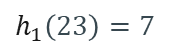 h₁(23) = 7